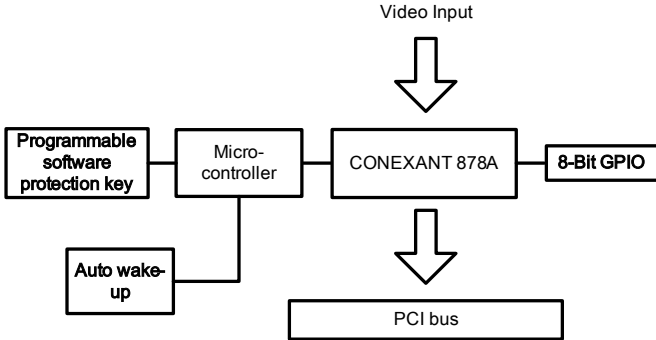 Video Input
Programmable
software
protection key
Micro-
controller
CONEXANT 878A
8-Bit GPIO
Auto wake-
up
PCI bus